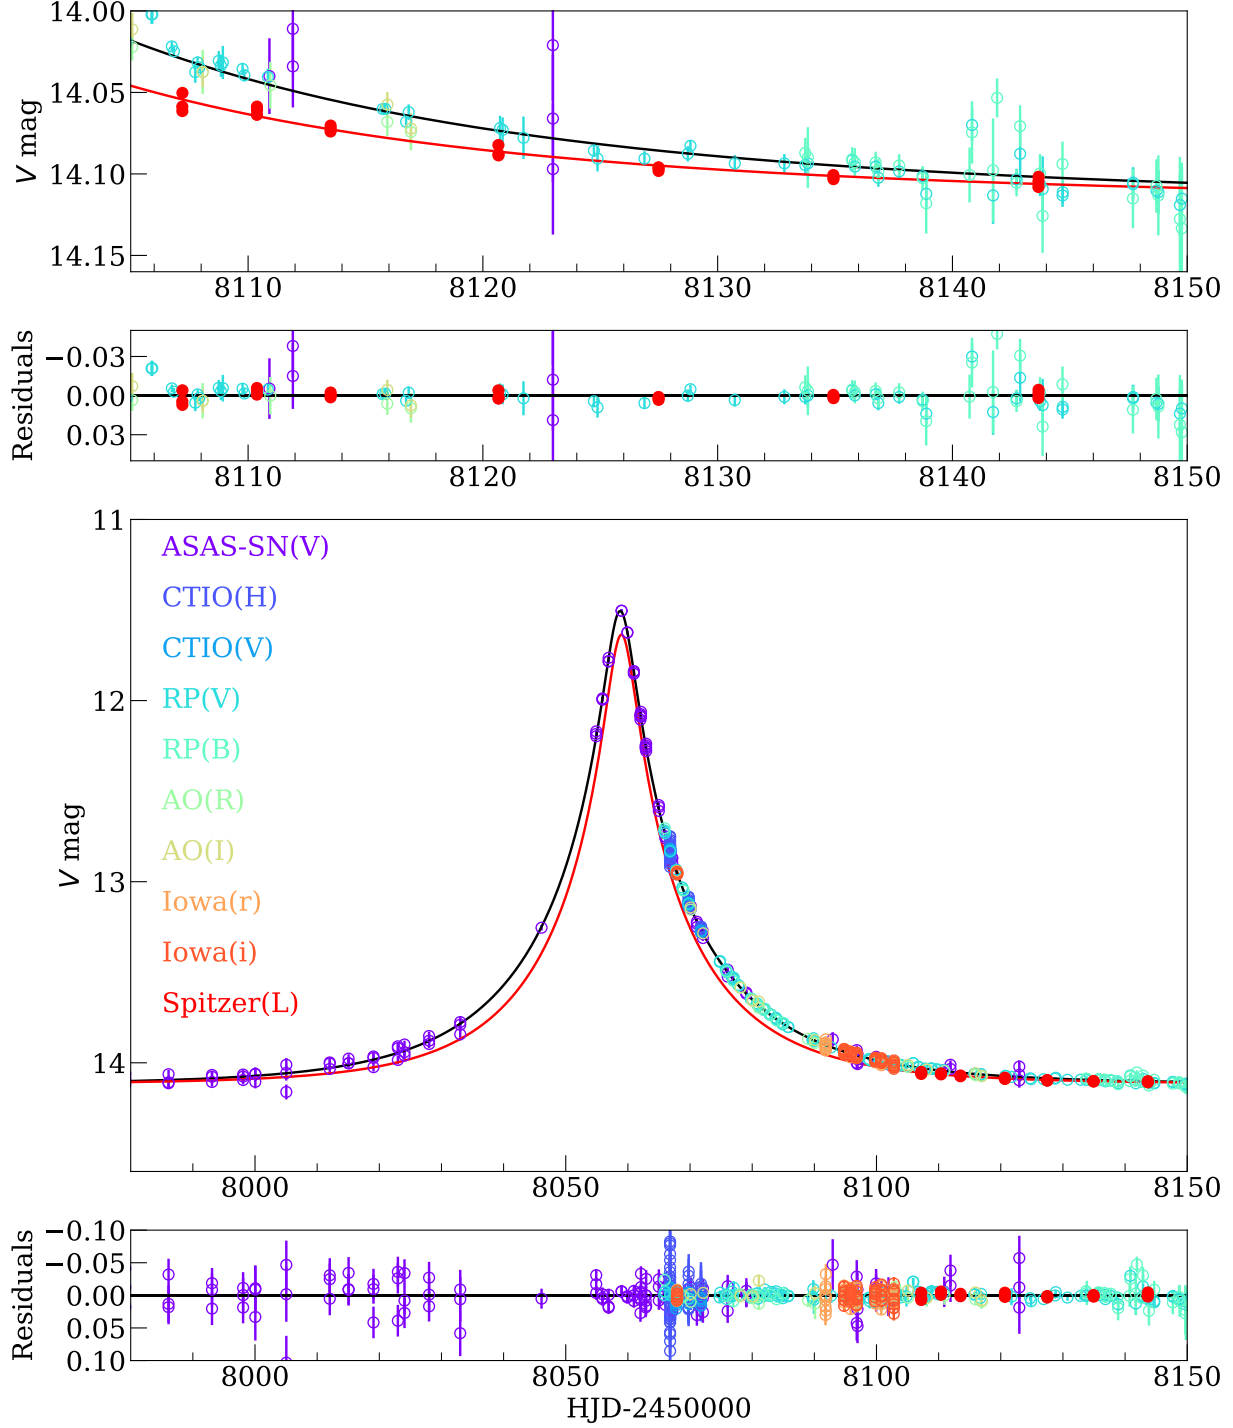 14.00
14.05
14.10
14.15
V mag
8110 8120 8130 8140 8150
−0.03
0.00
0.03
Residuals
8110 8120 8130 8140 8150
11
12
13
14
V mag
ASAS-SN(V)
CTIO(H)
CTIO(V)
RP(V)
RP(B)
AO(R)
AO(I)
Iowa(r)
Iowa(i)
Spitzer(L)
8000 8050 8100 8150
−0.10
−0.05
0.00
0.05
0.10
Residuals
8000 8050 8100 8150
HJD-2450000